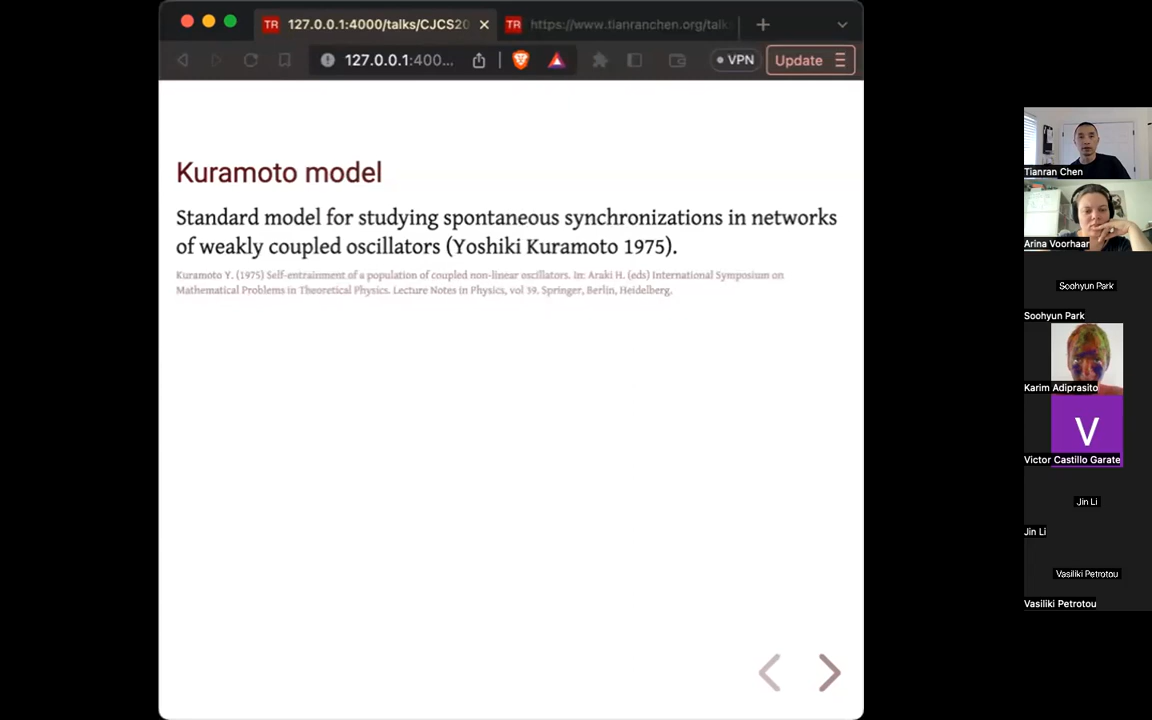 TR 127.0.0.1:4000/talks/CJCS20
TR https://www.tianranchen.org/talk
127.0.0.1:400...
VPN
Update
Kuramoto model
Standard model for studying spontaneous synchronizations in networks
of weakly coupled oscillators (Yoshiki Kuramoto 1975).
Kuramoto Y. (1975) Self-entrainment of a population of coupled non-linear oscillators. In: Araki H. (eds) International Symposium on
Mathematical Problems in Theoretical Physics. Lecture Notes in Physics, vol 39. Springer, Berlin, Heidelberg.
Tianran Chen
Arina Voorhaar
Soohyun Park
Soohyun Park
Karim Adiprasito
V
Victor Castillo Garate
Jin Li
Jin Li
Vasiliki Petrotou
Vasiliki Petrotou